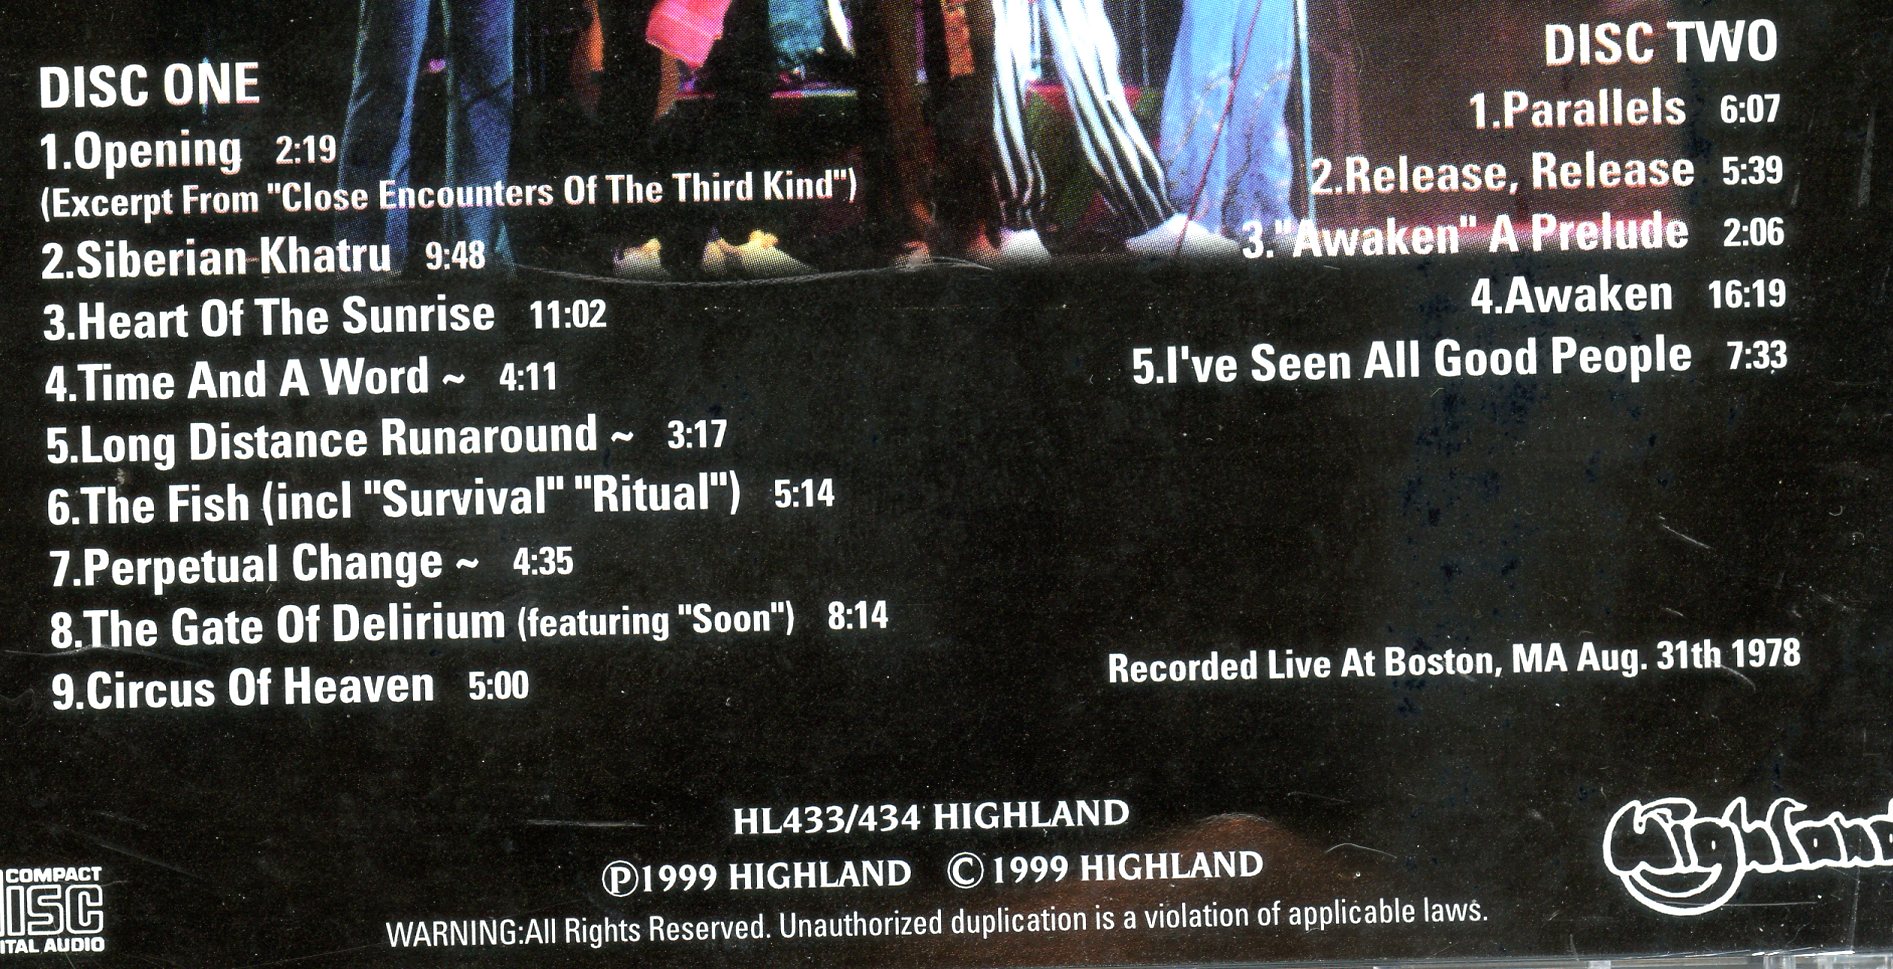 DISC ONE
1.Opening 2:19
(Excerpt From "Close Encounters Of The Third Kind")
2.Siberian Khatru 9:48
3.Heart Of The Sunrise 11:02
4.Time And A Word ~ 4:11
5.Long Distance Runaround ~ 3:17
6.The Fish (incl "Survival" "Ritual") 5:14
7.Perpetual Change ~ 4:35
8.The Gate Of Delirium (featuring "Soon") 8:14
9.Circus Of Heaven 5:00
DISC TWO
1.Parallels 6:07
2.Release, Release 5:39
3."Awaken" A Prelude 2:06
4.Awaken 16:19
5.I've Seen All Good People 7:33
Recorded Live At Boston, MA Aug. 31th 1978
HL433/434 HIGHLAND
Ⓟ1999 HIGHLAND ©1999 HIGHLAND
WARNING:All Rights Reserved. Unauthorized duplication is a violation of applicable laws.
COMPACT
DISC
ITAL AUDIO
Highland